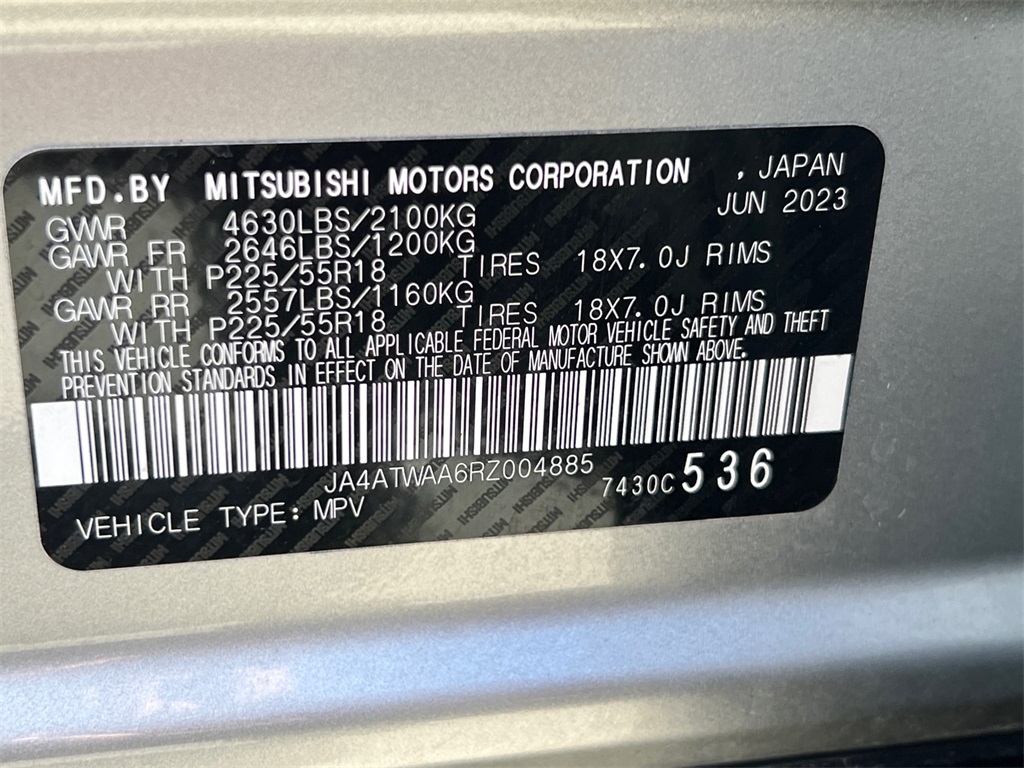 MFD.BY MITSUBISHI MOTORS CORPORATION , JAPAN
JUN 2023
GVWR 4630LBS/2100KG
GAWR FR 2646LBS/1200KG
WITH P225/55R18 TIRES 18X7.0J RIMS
GAWR RR 2557LBS/1160KG
WITH P225/55R18 TIRES 18X7.0J RIMS
THIS VEHICLE CONFORMS TO ALL APPLICABLE FEDERAL MOTOR VEHICLE SAFETY AND THEFT
PREVENTION STANDARDS IN EFFECT ON THE DATE OF MANUFACTURE SHOWN ABOVE.
JA4ATWAA6RZ004885
7430C 536
VEHICLE TYPE: MPV